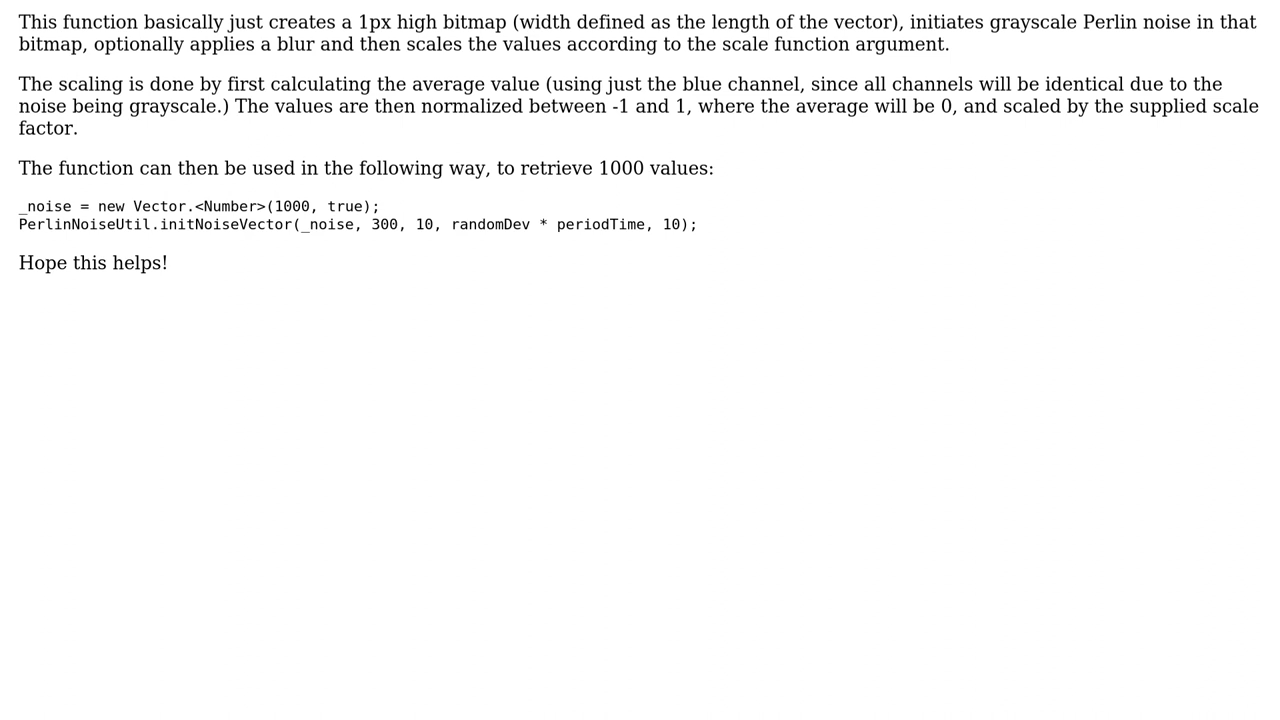 This function basically just creates a 1px high bitmap (width defined as the length of the vector), initiates grayscale Perlin noise in that
bitmap, optionally applies a blur and then scales the values according to the scale function argument.
The scaling is done by first calculating the average value (using just the blue channel, since all channels will be identical due to the
noise being grayscale.) The values are then normalized between -1 and 1, where the average will be 0, and scaled by the supplied scale
factor.
The function can then be used in the following way, to retrieve 1000 values:
_noise = new Vector.<Number>(1000, true);
PerlinNoiseUtil.initNoiseVector(_noise, 300, 10, randomDev * periodTime, 10);
Hope this helps!